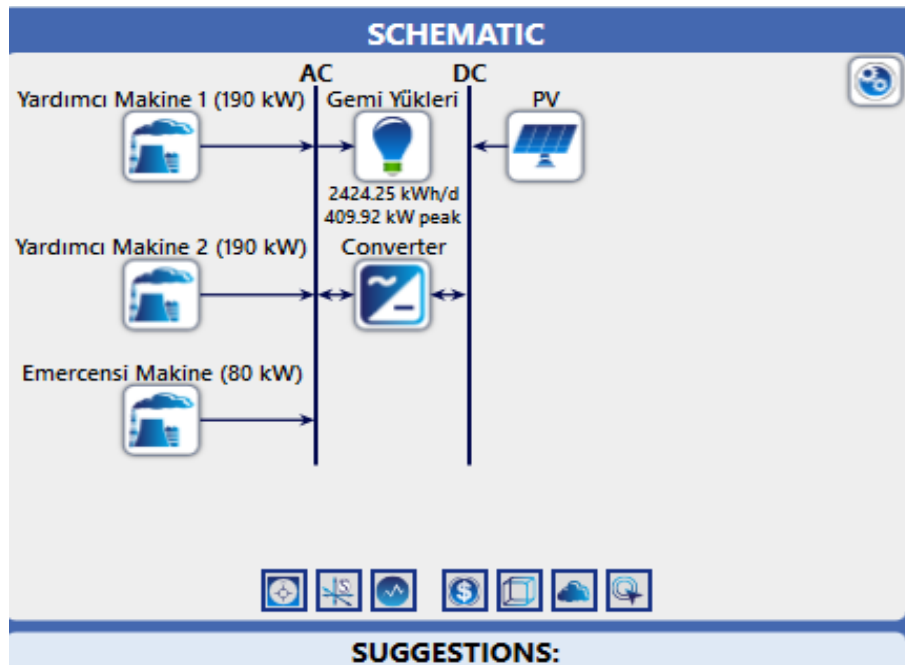 SCHEMATIC
AC DC
Yardımcı Makine 1 (190 kW) Gemi Yükleri PV
2424.25 kWh/d
409.92 kW peak
Yardımcı Makine 2 (190 kW) Converter
Emercensi Makine (80 kW)
SUGGESTIONS: